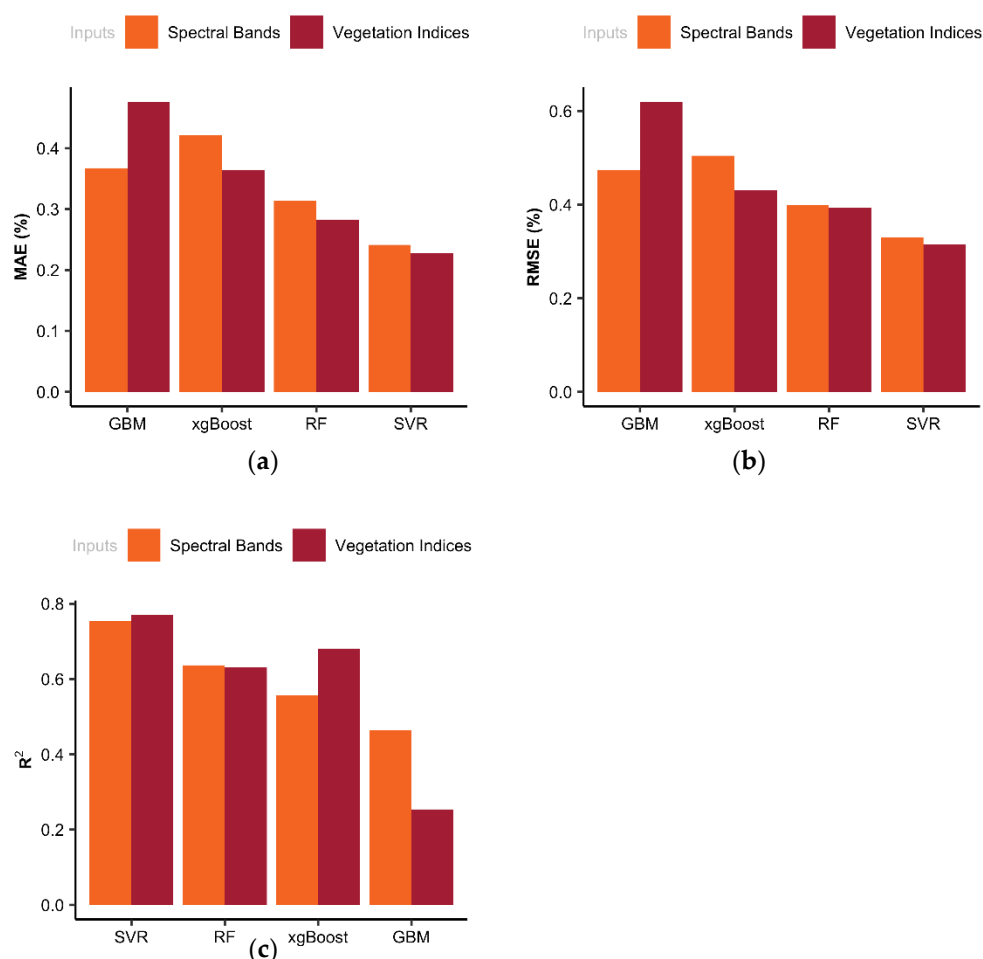 Inputs Spectral Bands Vegetation Indices
MAE (%)
0.4
0.3
0.2
0.1
0.0
GBM xgBoost RF SVR
(a)
Inputs Spectral Bands Vegetation Indices
RMSE (%)
0.6
0.4
0.2
0.0
GBM xgBoost RF SVR
(b)
Inputs Spectral Bands Vegetation Indices
R²
0.8
0.6
0.4
0.2
0.0
SVR RF xgBoost GBM
(c)